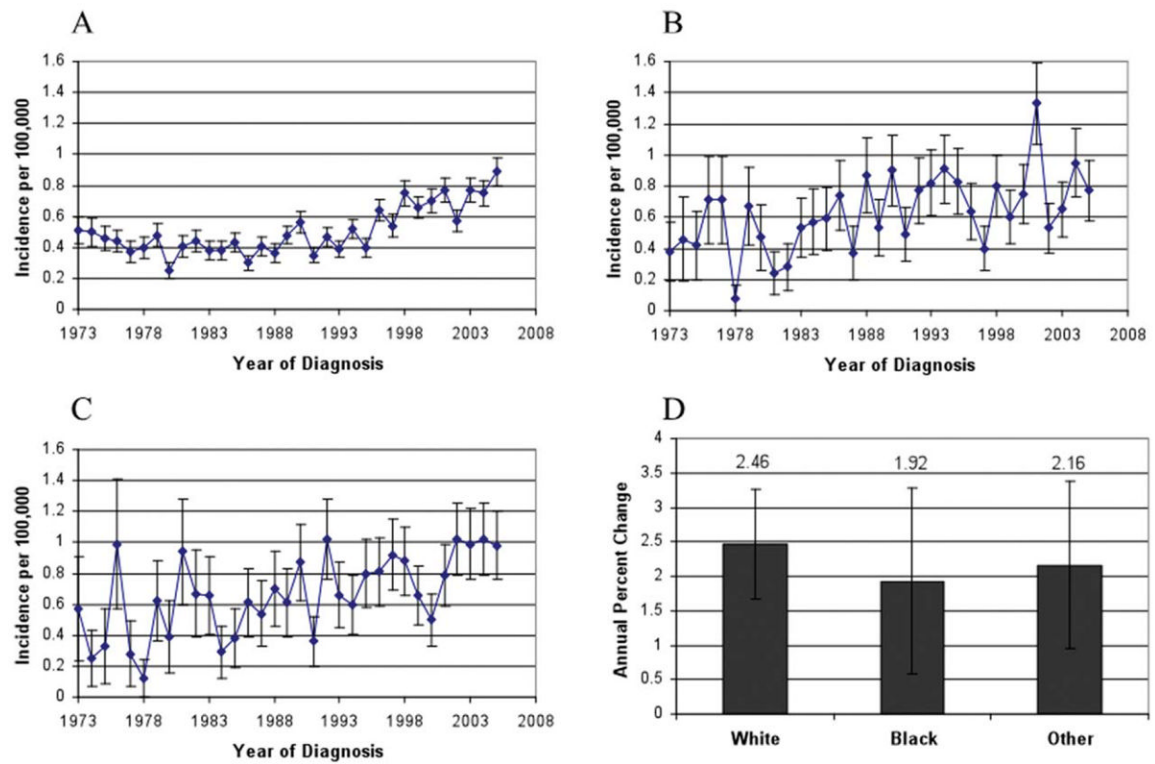 A
1.6
1.4
1.2
1
0.8
0.6
0.4
0.2
0
Incidence per 100,000
1973 1978 1983 1988 1993 1998 2003 2008
Year of Diagnosis
B
1.6
1.4
1.2
1
0.8
0.6
0.4
0.2
0
Incidence per 100,000
1973 1978 1983 1988 1993 1998 2003 2008
Year of Diagnosis
C
1.6
1.4
1.2
1
0.8
0.6
0.4
0.2
0
Incidence per 100,000
1973 1978 1983 1988 1993 1998 2003 2008
Year of Diagnosis
D
4
3.5
3
2.5
2
1.5
1
0.5
0
Annual Percent Change
2.46 1.92 2.16
White Black Other